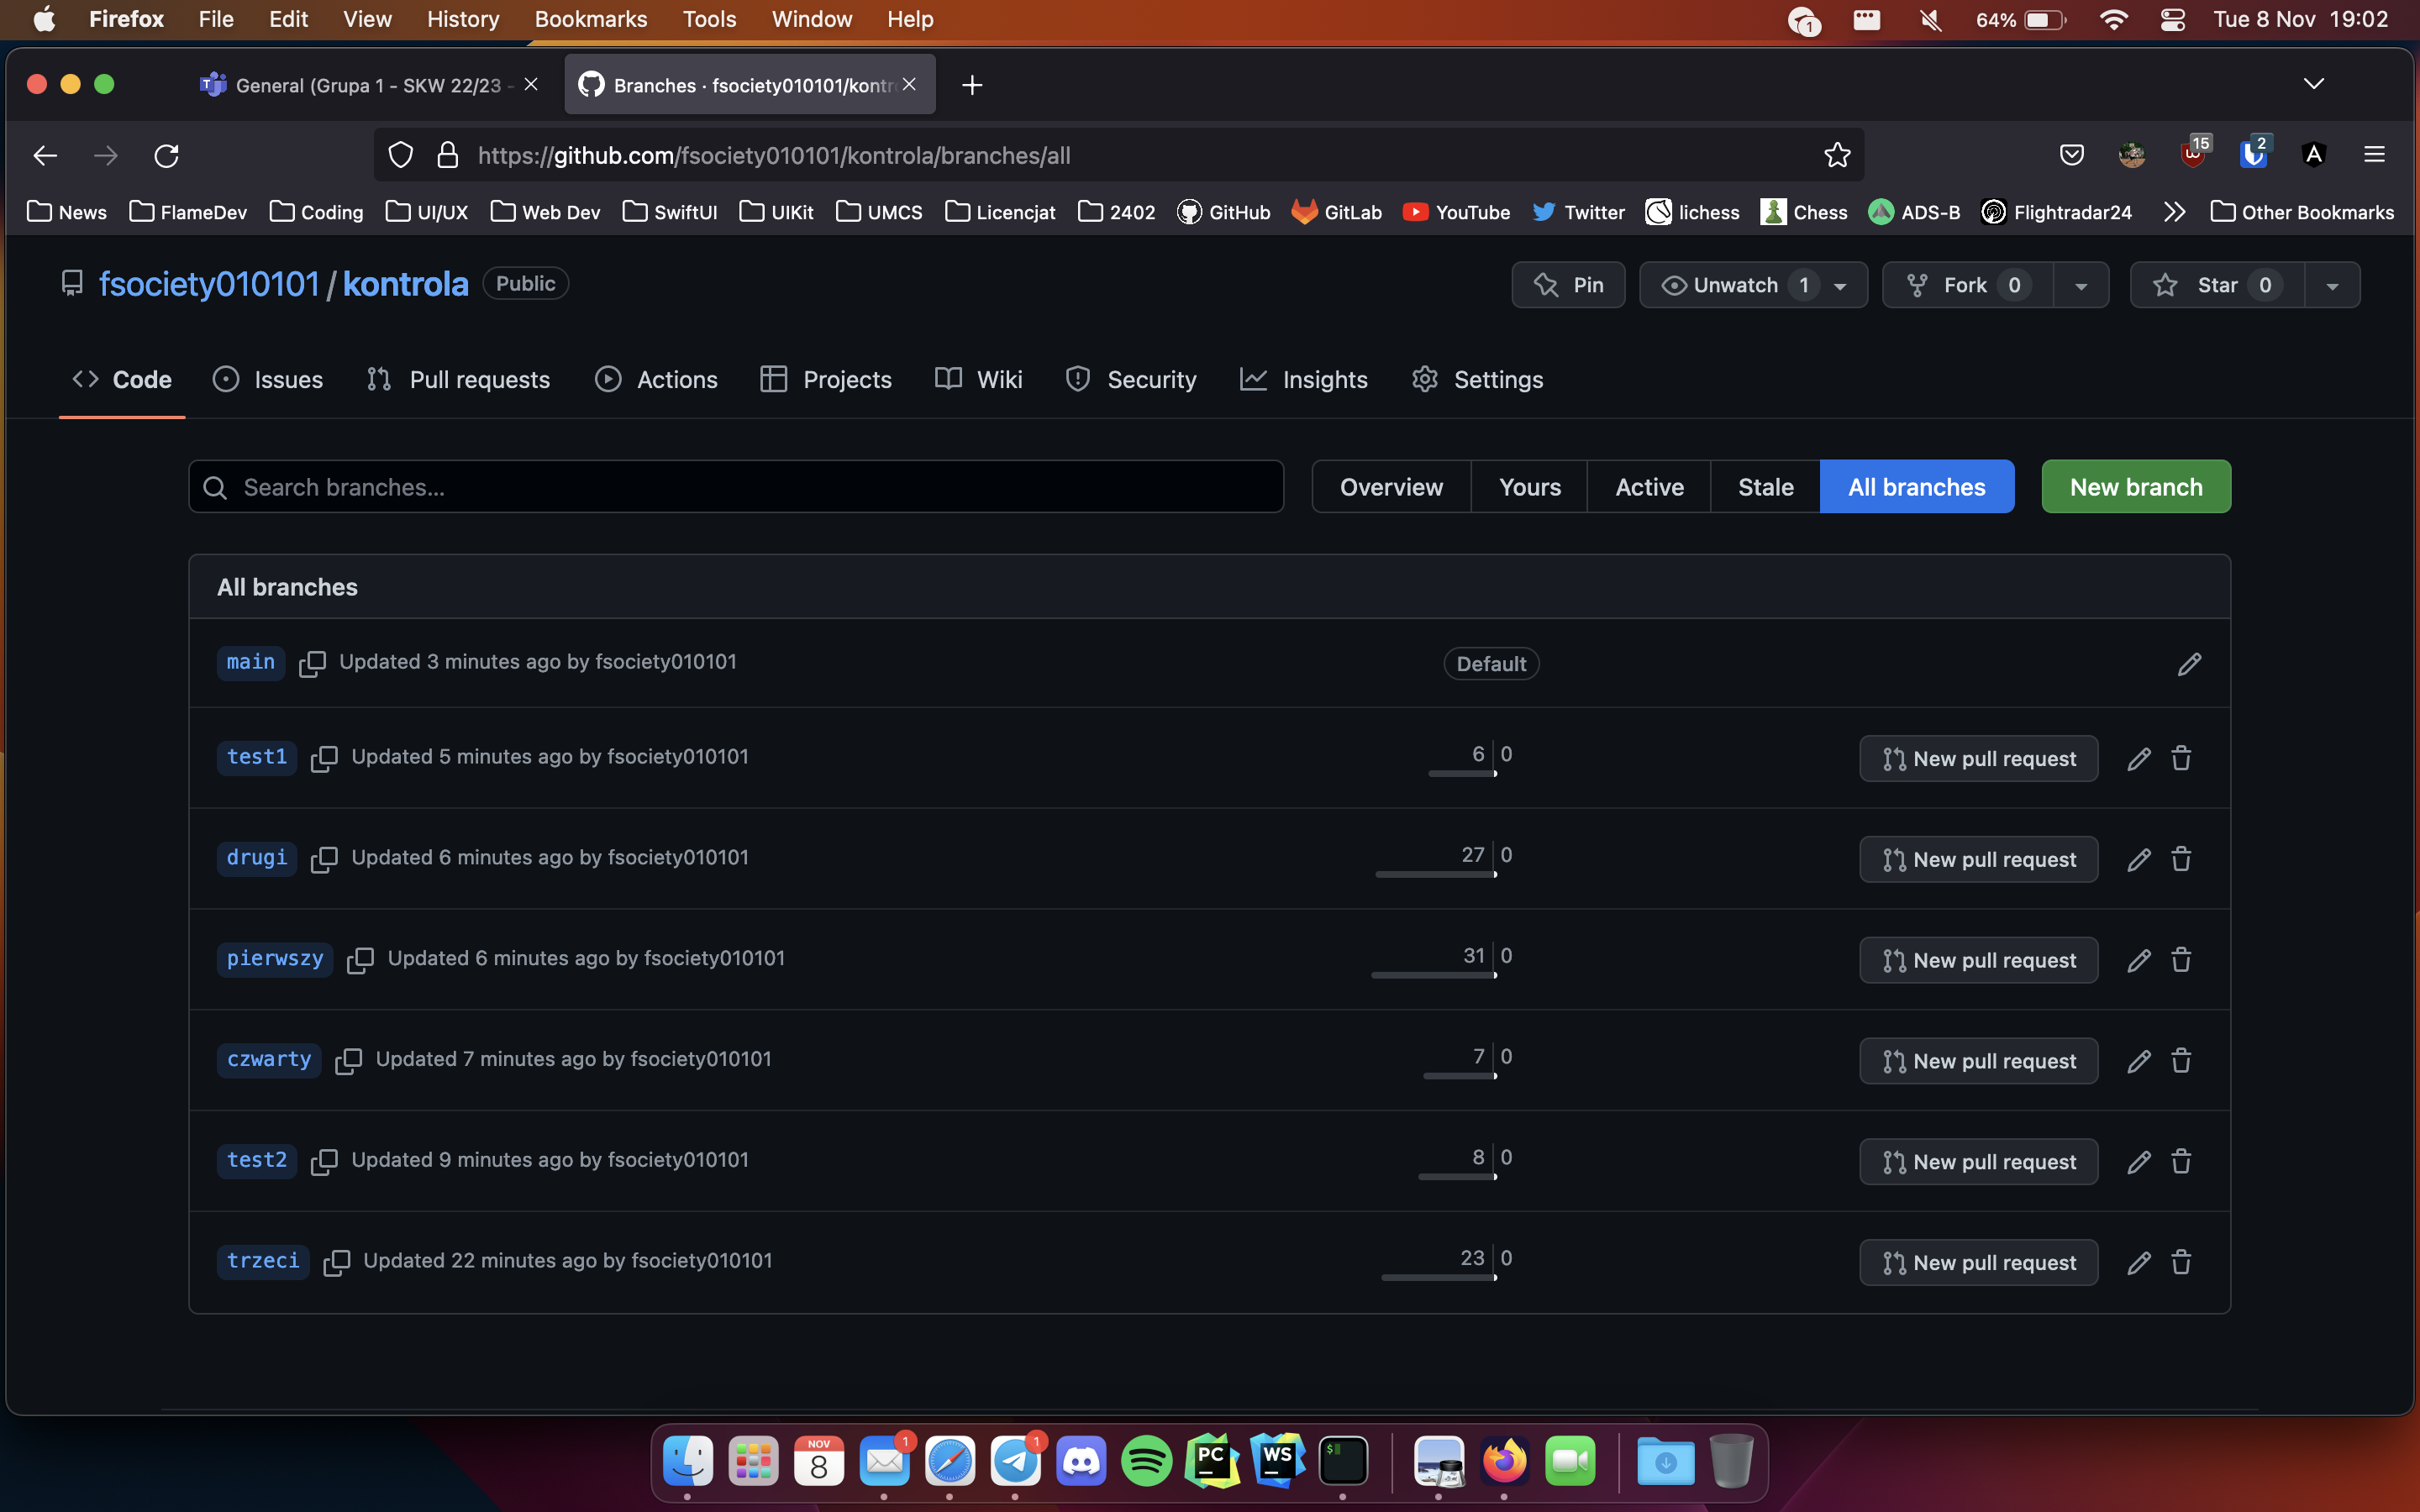 Firefox File Edit View History Bookmarks Tools Window Help 1 64% Tue 8 Nov 19:02
General (Grupa 1 - SKW 22/23 - Branches · fsociety010101/kontr
https://github.com/fsociety010101/kontrola/branches/all 15 2
News FlameDev Coding UI/UX Web Dev SwiftUI UIKit UMCS Licencjat 2402 GitHub GitLab YouTube Twitter lichess Chess ADS-B Flightradar24 Other Bookmarks
fsociety010101 / kontrola Public Pin Unwatch 1 Fork 0 Star 0
Code Issues Pull requests Actions Projects Wiki Security Insights Settings
Search branches... Overview Yours Active Stale All branches New branch
All branches
main Updated 3 minutes ago by fsociety010101 Default
test1 Updated 5 minutes ago by fsociety010101 6 0 New pull request
drugi Updated 6 minutes ago by fsociety010101 27 0 New pull request
pierwszy Updated 6 minutes ago by fsociety010101 31 0 New pull request
czwarty Updated 7 minutes ago by fsociety010101 7 0 New pull request
test2 Updated 9 minutes ago by fsociety010101 8 0 New pull request
trzeci Updated 22 minutes ago by fsociety010101 23 0 New pull request
NOV 8 1 1 PC WS $